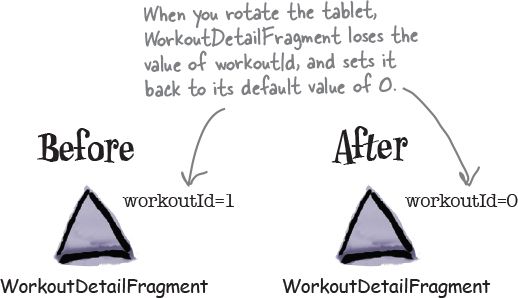 When you rotate the tablet,
WorkoutDetailFragment loses the
value of workoutId, and sets it
back to its default value of 0.
Before
After
workoutId=1
workoutId=0
WorkoutDetailFragment
WorkoutDetailFragment